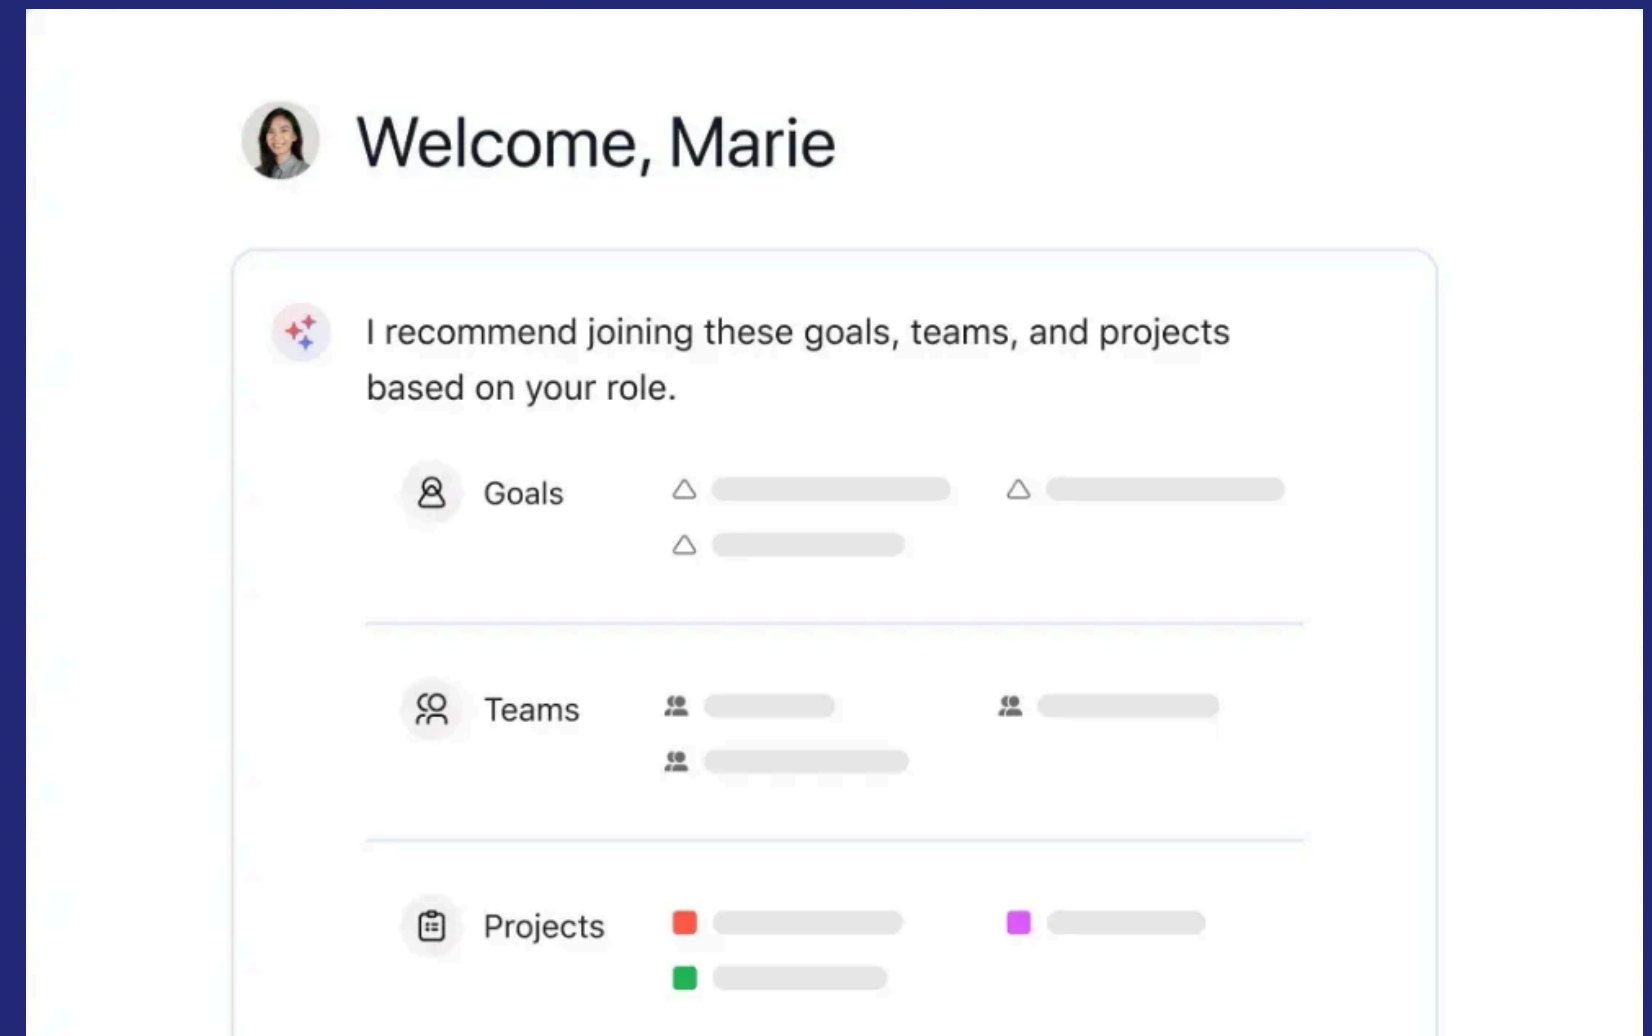 Welcome, Marie
I recommend joining these goals, teams, and projects
based on your role.
Goals
Teams
Projects